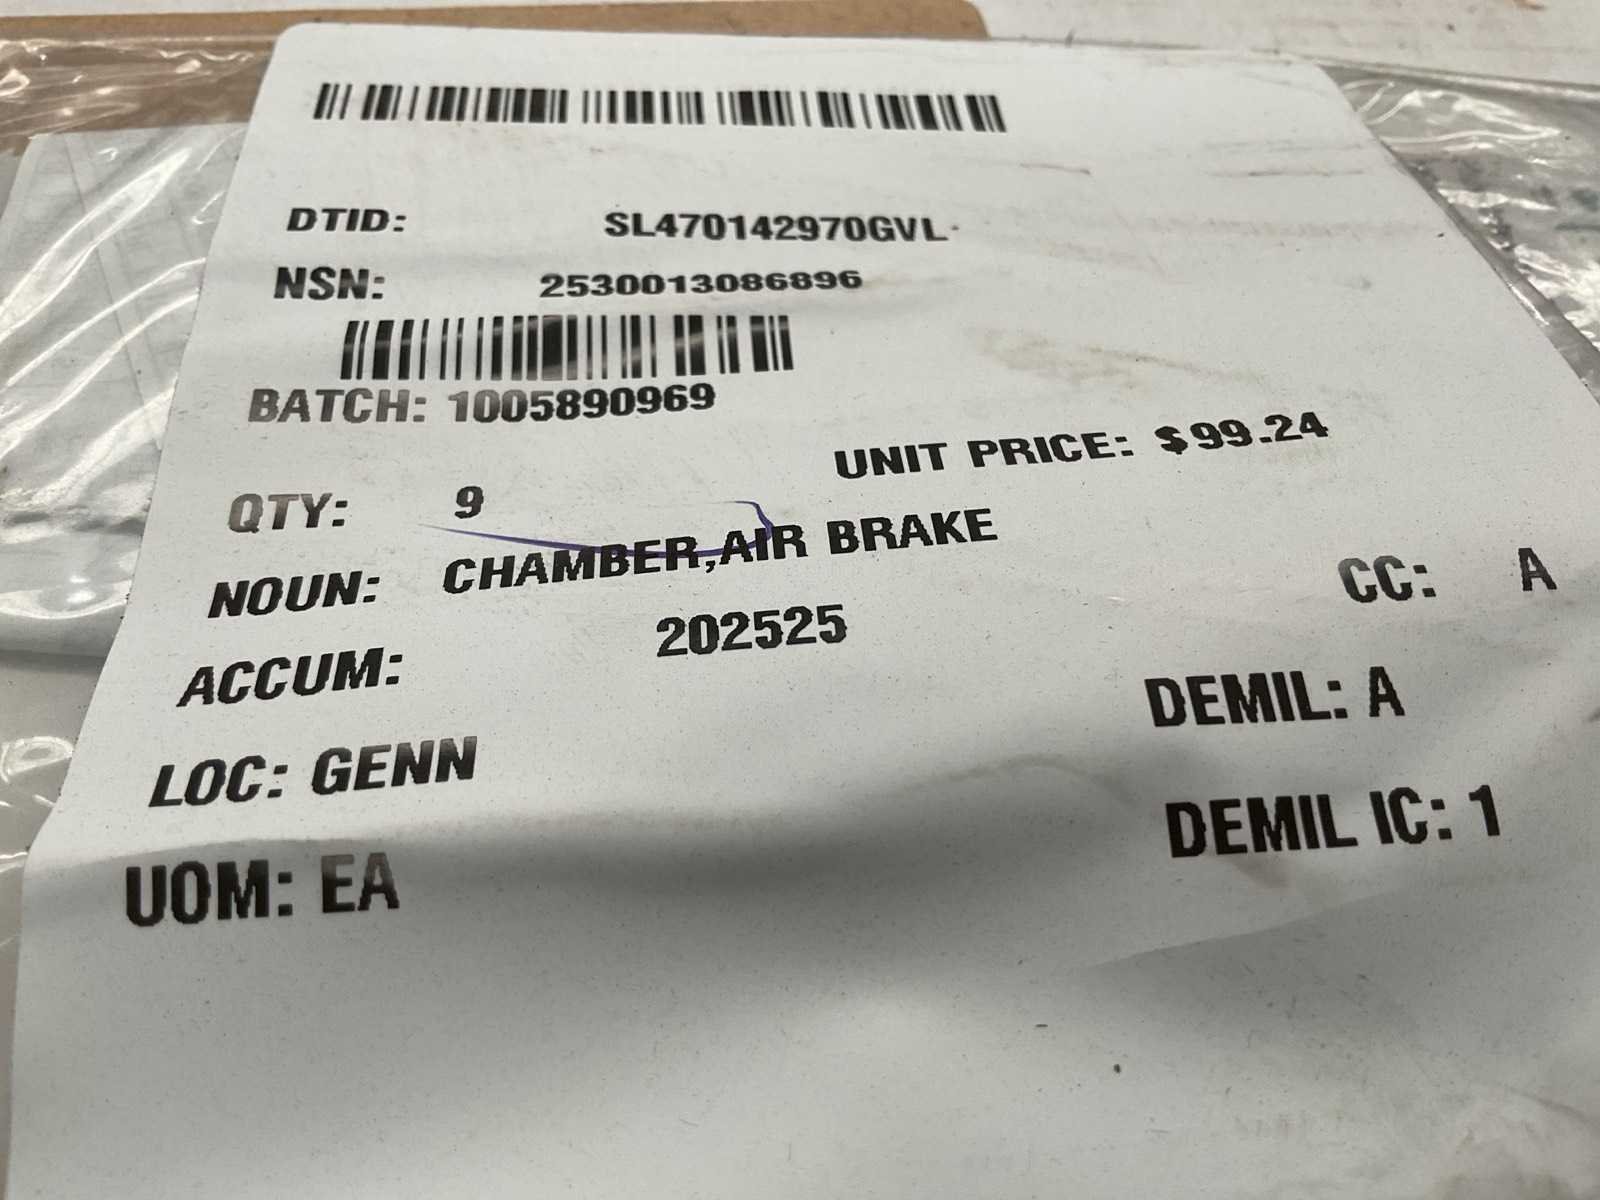 DTID: SL470142970GVL
NSN: 2530013086896
BATCH: 1005890969
UNIT PRICE: $99.24
QTY: 9
NOUN: CHAMBER,AIR BRAKE
ACCUM: 202525
CC: A
DEMIL: A
LOC: GENN
DEMIL IC: 1
UOM: EA